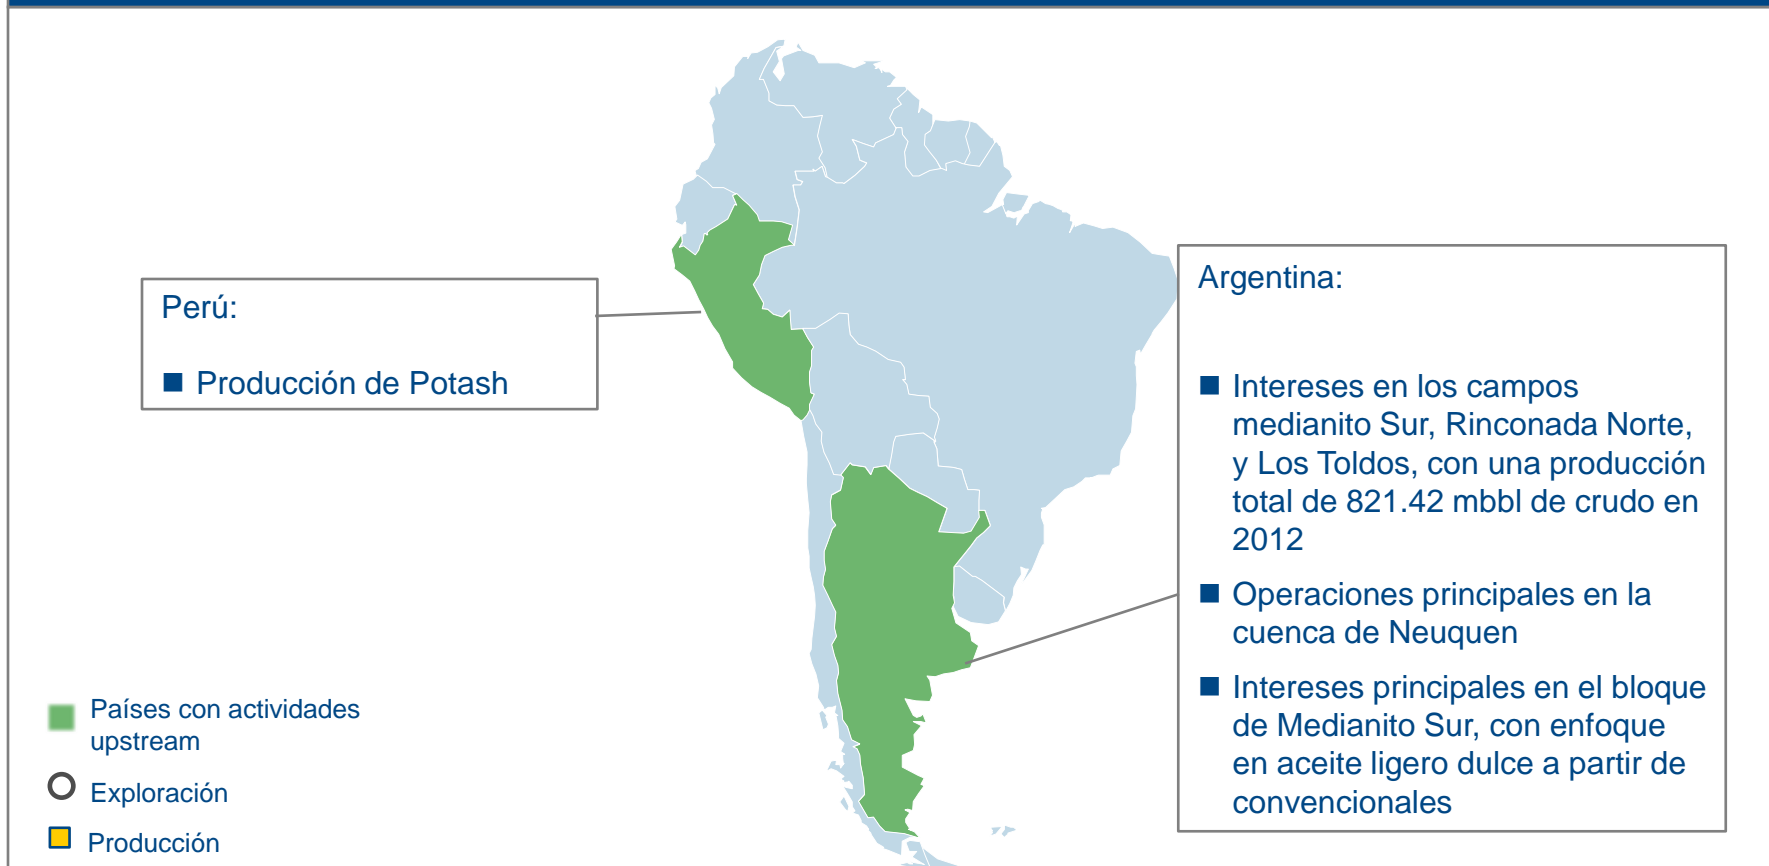 Perú:
Producción de Potash
Argentina:
Intereses en los campos
medianito Sur, Rinconada Norte,
y Los Toldos, con una producción
total de 821.42 mbbl de crudo en
2012
Operaciones principales en la
cuenca de Neuquen
Intereses principales en el bloque
de Medianito Sur, con enfoque
en aceite ligero dulce a partir de
convencionales
Países con actividades
upstream
Exploración
Producción